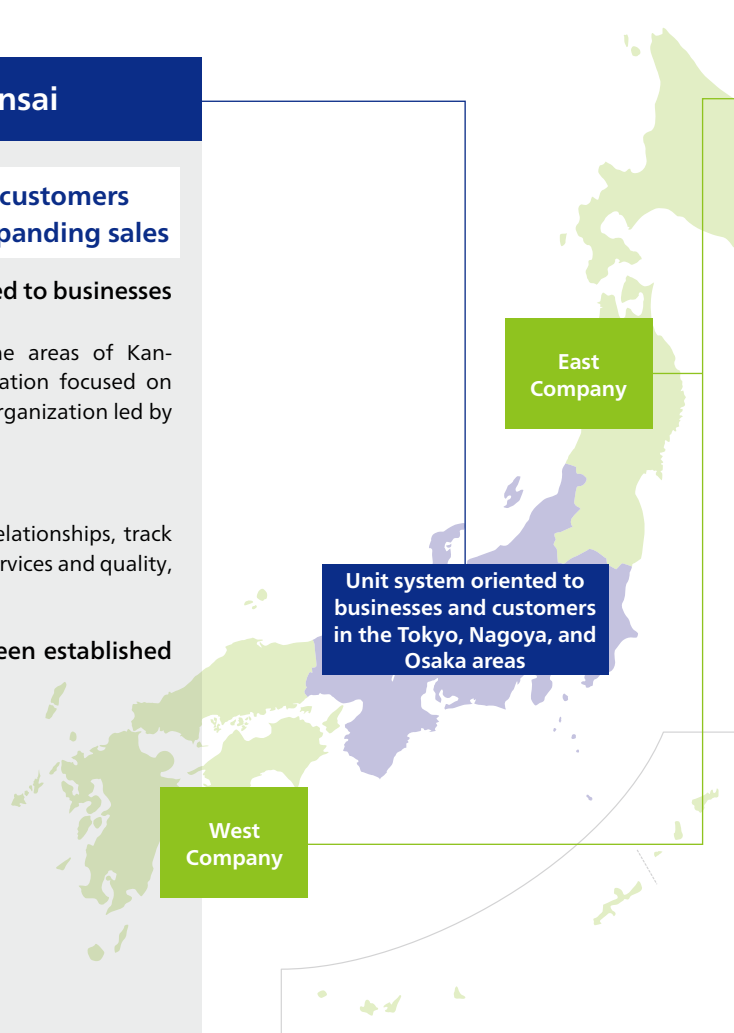 nsai
customers
panding sales
ed to businesses
ne areas of Kan-
ation focused on
rganization led by
elationships, track
rvices and quality,
een established
East
Company
Unit system oriented to
businesses and customers
in the Tokyo, Nagoya, and
Osaka areas
West
Company